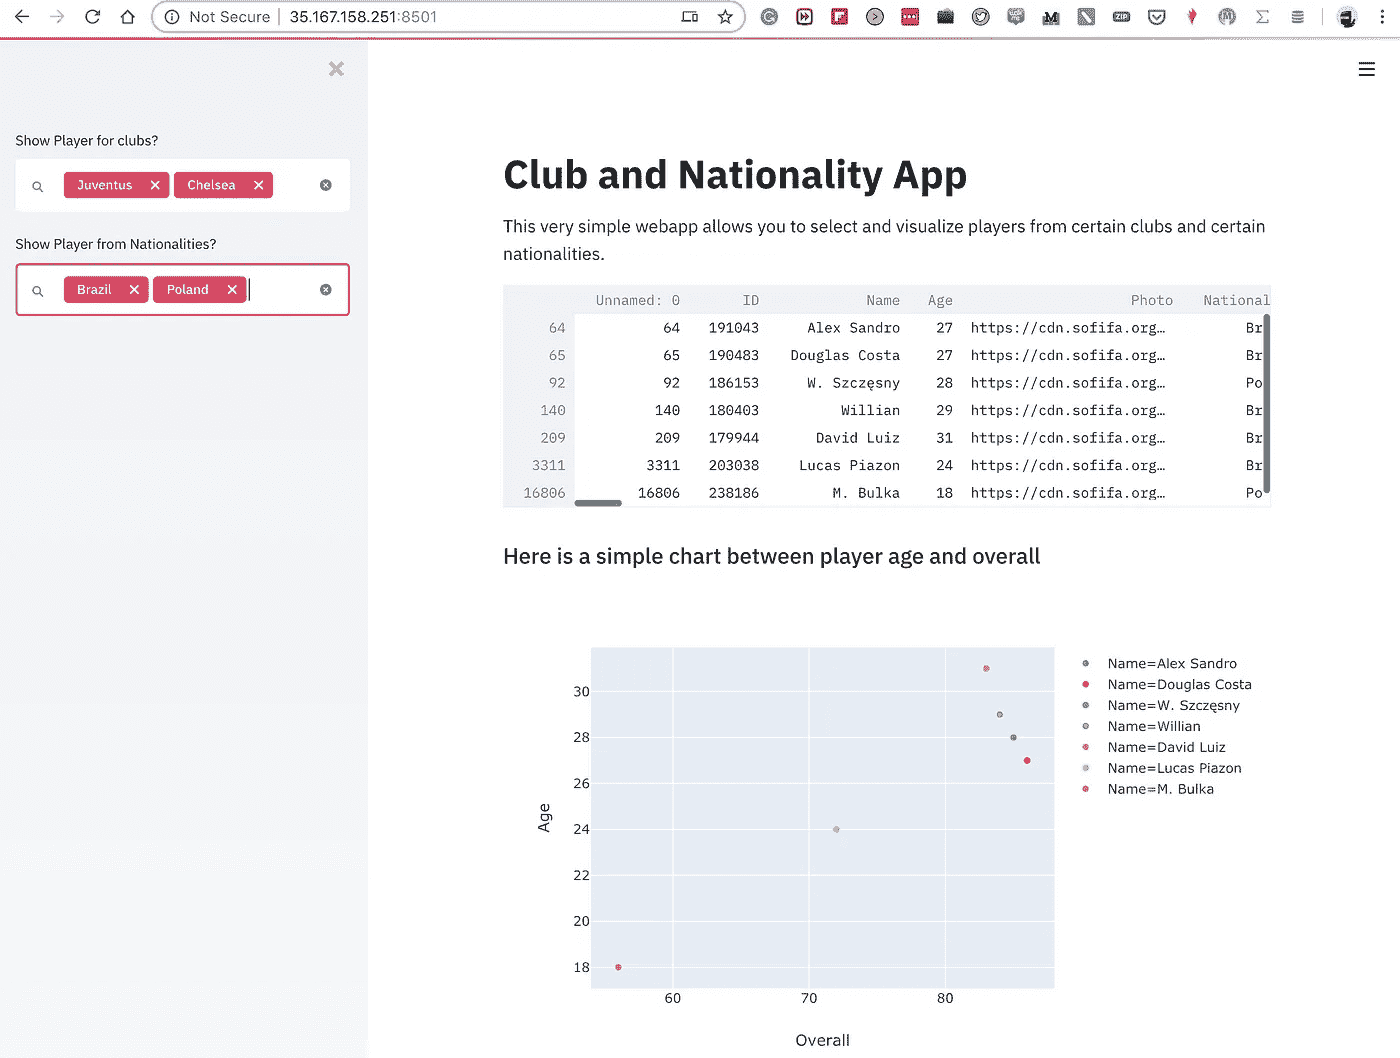 Not Secure | 35.167.158.251:8501
Show Player for clubs?
Juventus Chelsea
Show Player from Nationalities?
Brazil Poland
Club and Nationality App
This very simple webapp allows you to select and visualize players from certain clubs and certain
nationalities.
Unnamed: 0 ID Name Age Photo National
64 64 191043 Alex Sandro 27 https://cdn.sofifa.org… Br
65 65 190483 Douglas Costa 27 https://cdn.sofifa.org… Br
92 92 186153 W. Szczęsny 28 https://cdn.sofifa.org… Po
140 140 180403 Willian 29 https://cdn.sofifa.org… Br
209 209 179944 David Luiz 31 https://cdn.sofifa.org… Br
3311 3311 203038 Lucas Piazon 24 https://cdn.sofifa.org… Br
16806 16806 238186 M. Bulka 18 https://cdn.sofifa.org… Po
Here is a simple chart between player age and overall
30
28
26
24
22
20
18
Age
60 70 80
Overall
Name=Alex Sandro
Name=Douglas Costa
Name=W. Szczęsny
Name=Willian
Name=David Luiz
Name=Lucas Piazon
Name=M. Bulka